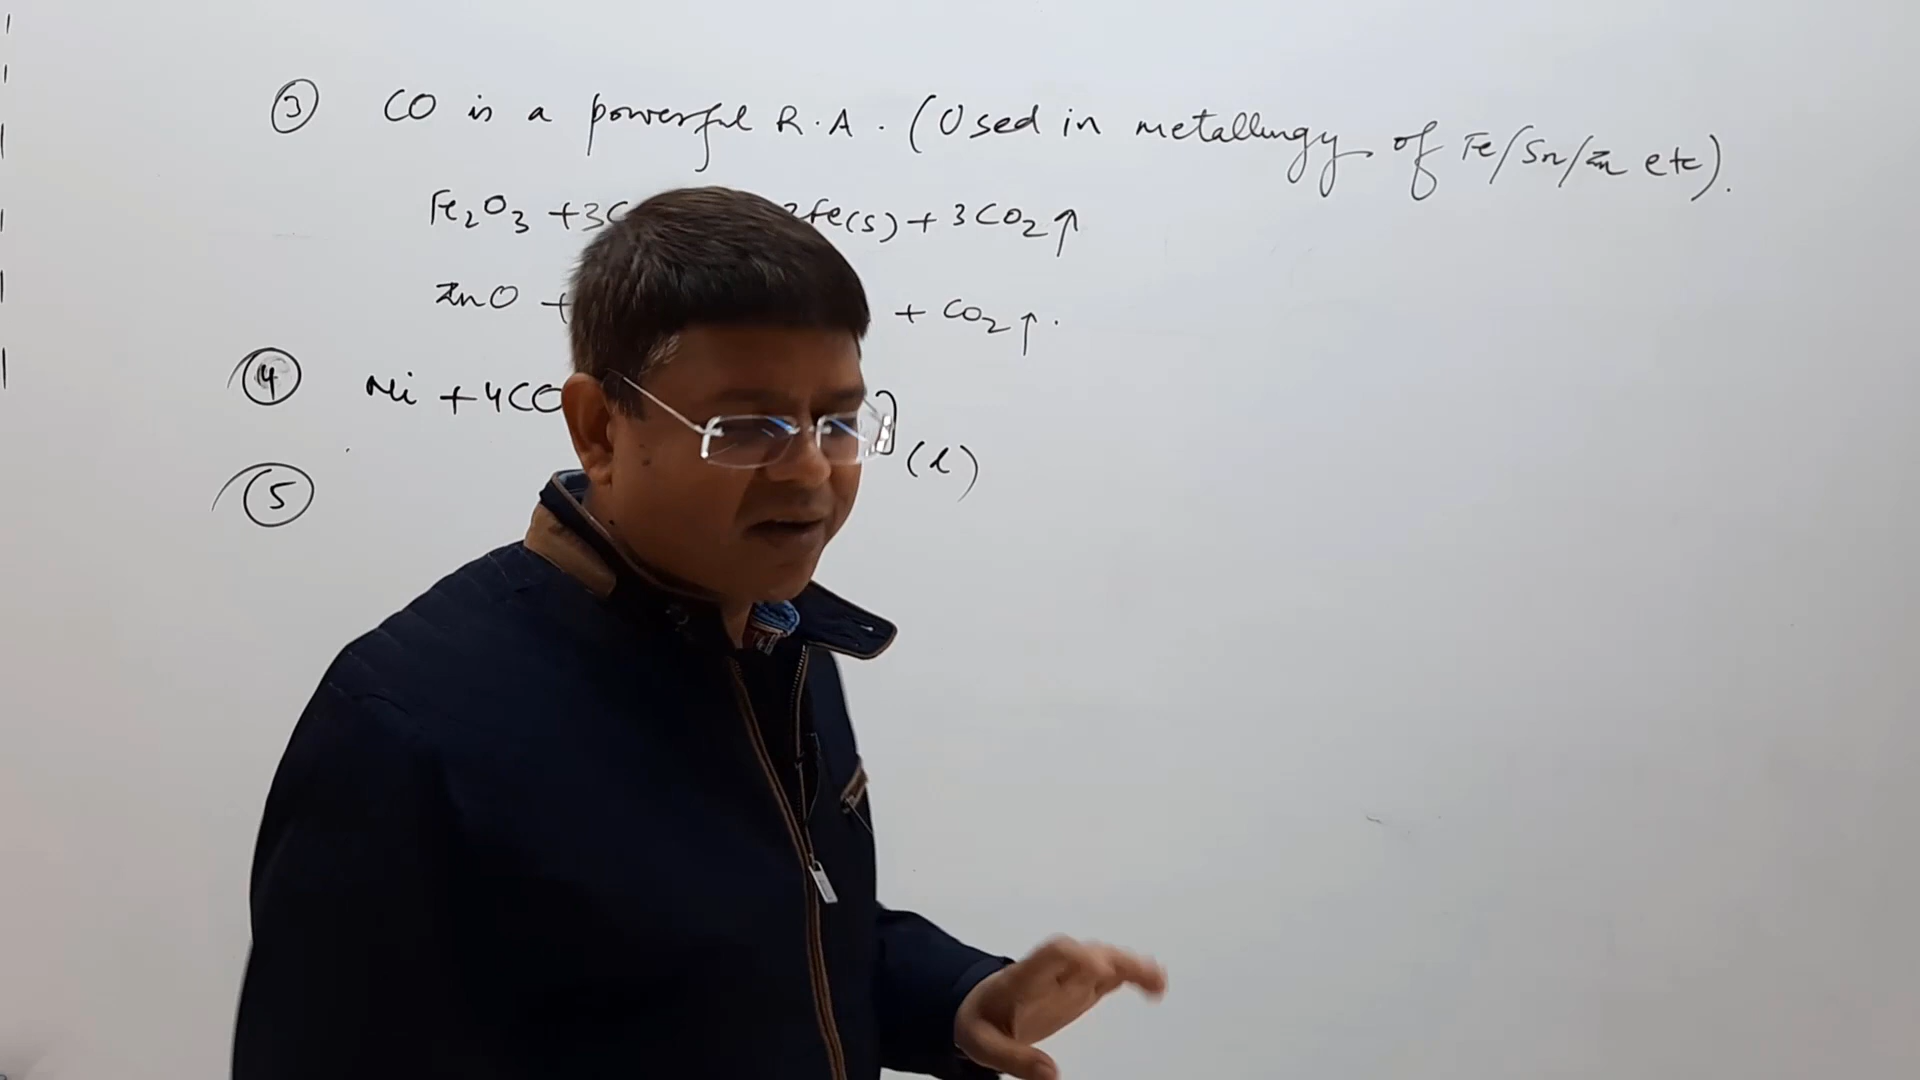 ③ CO is a powerful R.A. (Used in metallurgy of Fe/Sn/Zn etc).
Fe₂O₃ + 3C 2Fe(s) + 3CO₂↑
ZnO + + CO₂↑.
④ Ni + 4CO ] (l)
⑤